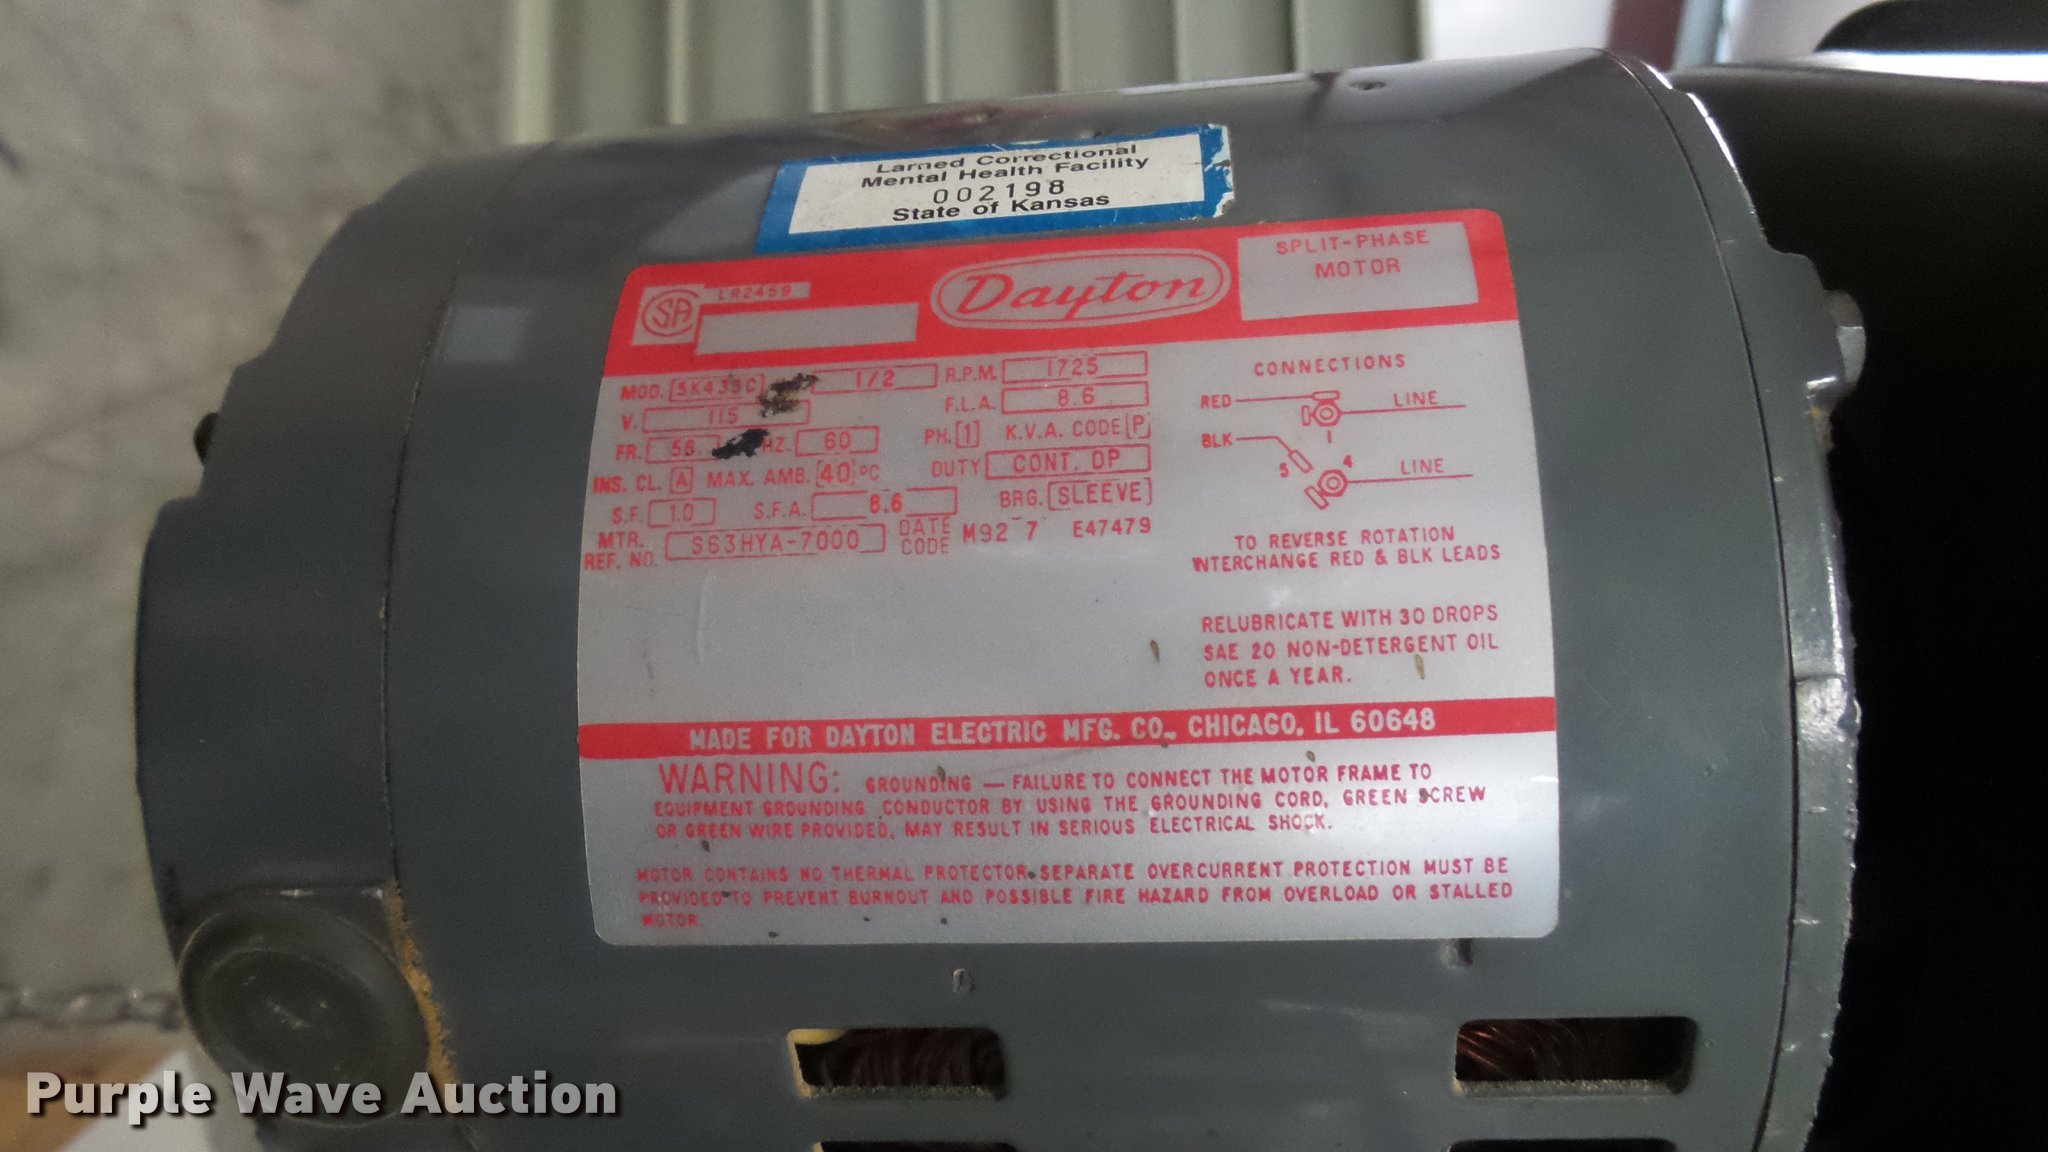 Larned Correctional
Mental Health Facility
002198
State of Kansas
SA LR2459
Dayton
SPLIT-PHASE
MOTOR
MOD. 1/2 R.P.M. 1725
V. 115 F.L.A. 8.6
FR. 56 HZ. 60 PH. 1 K.V.A. CODE P
INS. CL. A MAX. AMB. 40 °C DUTY CONT. DP
S.F. 1.0 S.F.A. 8.6 BRG. SLEEVE
MTR.
REF. NO. S63HYA-7000 DATE
CODE M92 7 E47479
CONNECTIONS
RED LINE
1
BLK
5 4 LINE
TO REVERSE ROTATION
INTERCHANGE RED & BLK LEADS
RELUBRICATE WITH 30 DROPS
SAE 20 NON-DETERGENT OIL
ONCE A YEAR.
MADE FOR DAYTON ELECTRIC MFG. CO., CHICAGO, IL 60648
WARNING: GROUNDING — FAILURE TO CONNECT THE MOTOR FRAME TO
EQUIPMENT GROUNDING CONDUCTOR BY USING THE GROUNDING CORD, GREEN SCREW
OR GREEN WIRE PROVIDED, MAY RESULT IN SERIOUS ELECTRICAL SHOCK.
MOTOR CONTAINS NO THERMAL PROTECTOR. SEPARATE OVERCURRENT PROTECTION MUST BE
PROVIDED TO PREVENT BURNOUT AND POSSIBLE FIRE HAZARD FROM OVERLOAD OR STALLED
MOTOR.
Purple Wave Auction